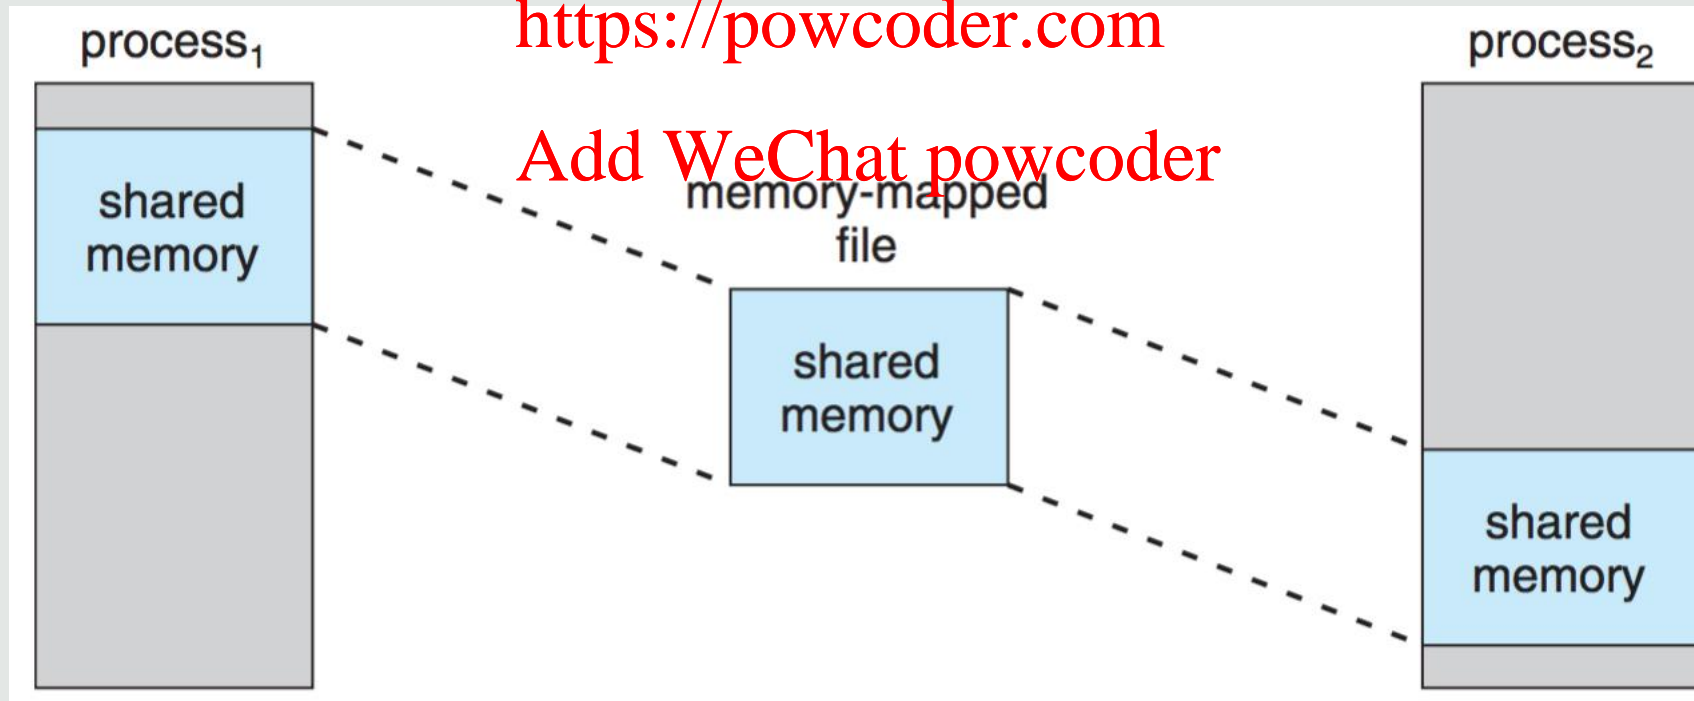 https://powcoder.com
process1
process2
Add WeChat powcoder
memory-mapped
file
shared
memory
shared
memory
shared
memory